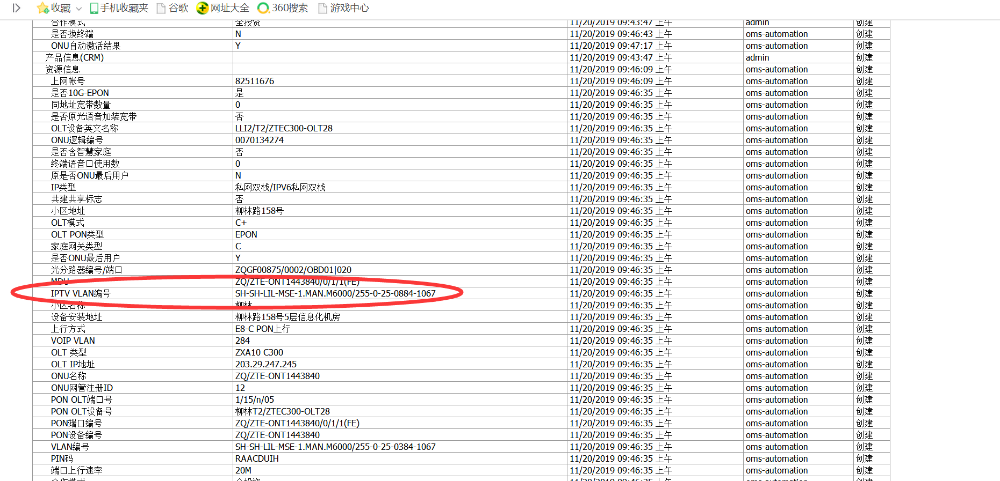 收藏 手机收藏夹 谷歌 网址大全 360搜索 游戏中心
合作模式 全投资 11/20/2019 09:43:47 上午 admin 创建
是否换终端 N 11/20/2019 09:46:43 上午 oms-automation 创建
ONU自动激活结果 Y 11/20/2019 09:47:17 上午 oms-automation 创建
产品信息(CRM) 11/20/2019 09:43:47 上午 admin 创建
资源信息 11/20/2019 09:46:09 上午 oms-automation 创建
上网帐号 82511676 11/20/2019 09:46:09 上午 oms-automation 创建
是否10G-EPON 是 11/20/2019 09:46:35 上午 oms-automation 创建
同地址宽带数量 0 11/20/2019 09:46:35 上午 oms-automation 创建
是否原光语音加装宽带 否 11/20/2019 09:46:35 上午 oms-automation 创建
OLT设备英文名称 LLI2/T2/ZTEC300-OLT28 11/20/2019 09:46:35 上午 oms-automation 创建
ONU逻辑编号 0070134274 11/20/2019 09:46:35 上午 oms-automation 创建
是否含智慧家庭 否 11/20/2019 09:46:35 上午 oms-automation 创建
终端语音口使用数 0 11/20/2019 09:46:35 上午 oms-automation 创建
原是否ONU最后用户 N 11/20/2019 09:46:35 上午 oms-automation 创建
IP类型 私网双栈/IPV6私网双栈 11/20/2019 09:46:35 上午 oms-automation 创建
共建共享标志 否 11/20/2019 09:46:35 上午 oms-automation 创建
小区地址 柳林路158号 11/20/2019 09:46:35 上午 oms-automation 创建
OLT模式 C+ 11/20/2019 09:46:35 上午 oms-automation 创建
OLT PON类型 EPON 11/20/2019 09:46:35 上午 oms-automation 创建
家庭网关类型 C 11/20/2019 09:46:35 上午 oms-automation 创建
是否ONU最后用户 Y 11/20/2019 09:46:35 上午 oms-automation 创建
光分路器编号/端口 ZQGF00875/0002/OBD01|020 11/20/2019 09:46:35 上午 oms-automation 创建
MDU ZQ/ZTE-ONT1443840/0/1/1(FE) 11/20/2019 09:46:35 上午 oms-automation 创建
IPTV VLAN编号 SH-SH-LIL-MSE-1.MAN.M6000/255-0-25-0884-1067 11/20/2019 09:46:35 上午 oms-automation 创建
小区名称 柳林 11/20/2019 09:46:35 上午 oms-automation 创建
设备安装地址 柳林路158号5层信息化机房 11/20/2019 09:46:35 上午 oms-automation 创建
上行方式 E8-C PON上行 11/20/2019 09:46:35 上午 oms-automation 创建
VOIP VLAN 284 11/20/2019 09:46:35 上午 oms-automation 创建
OLT 类型 ZXA10 C300 11/20/2019 09:46:35 上午 oms-automation 创建
OLT IP地址 203.29.247.245 11/20/2019 09:46:35 上午 oms-automation 创建
ONU名称 ZQ/ZTE-ONT1443840 11/20/2019 09:46:35 上午 oms-automation 创建
ONU网管注册ID 12 11/20/2019 09:46:35 上午 oms-automation 创建
PON OLT端口号 1/15/n/05 11/20/2019 09:46:35 上午 oms-automation 创建
PON OLT设备号 柳林T2/ZTEC300-OLT28 11/20/2019 09:46:35 上午 oms-automation 创建
PON端口编号 ZQ/ZTE-ONT1443840/0/1/1(FE) 11/20/2019 09:46:35 上午 oms-automation 创建
PON设备编号 ZQ/ZTE-ONT1443840 11/20/2019 09:46:35 上午 oms-automation 创建
VLAN编号 SH-SH-LIL-MSE-1.MAN.M6000/255-0-25-0384-1067 11/20/2019 09:46:35 上午 oms-automation 创建
PIN码 RAACDUIH 11/20/2019 09:46:35 上午 oms-automation 创建
端口上行速率 20M 11/20/2019 09:46:35 上午 oms-automation 创建